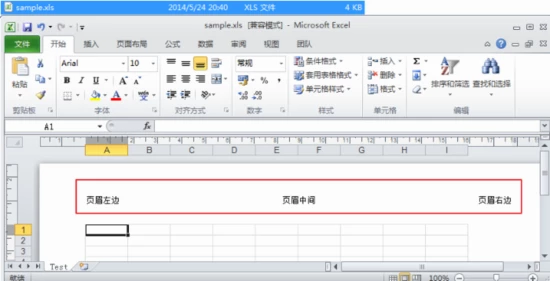 sample.xls 2014/5/24 20:40 XLS 文件 4 KB
sample.xls [兼容模式] - Microsoft Excel
文件 开始 插入 页面布局 公式 数据 审阅 视图 团队
粘贴 Arial 10 常规 条件格式 插入 排序和筛选 查找和选择
B I U 套用表格格式 删除
单元格样式 格式
剪贴板 字体 对齐方式 数字 样式 单元格 编辑
A1 fx
A B C D E F G H I
页眉左边 页眉中间 页眉右边
1
2
3
4
Test
就绪 100%